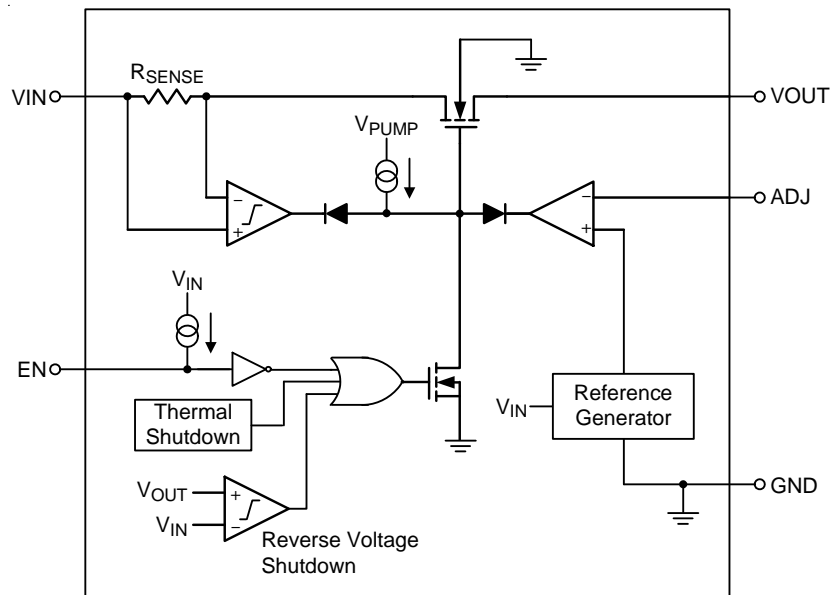 RSENSE
VIN
VOUT
VPUMP
ADJ
−
+
−
+
VIN
EN
Thermal
Shutdown
VIN
Reference
Generator
VOUT
+
VIN
−
GND
Reverse Voltage
Shutdown